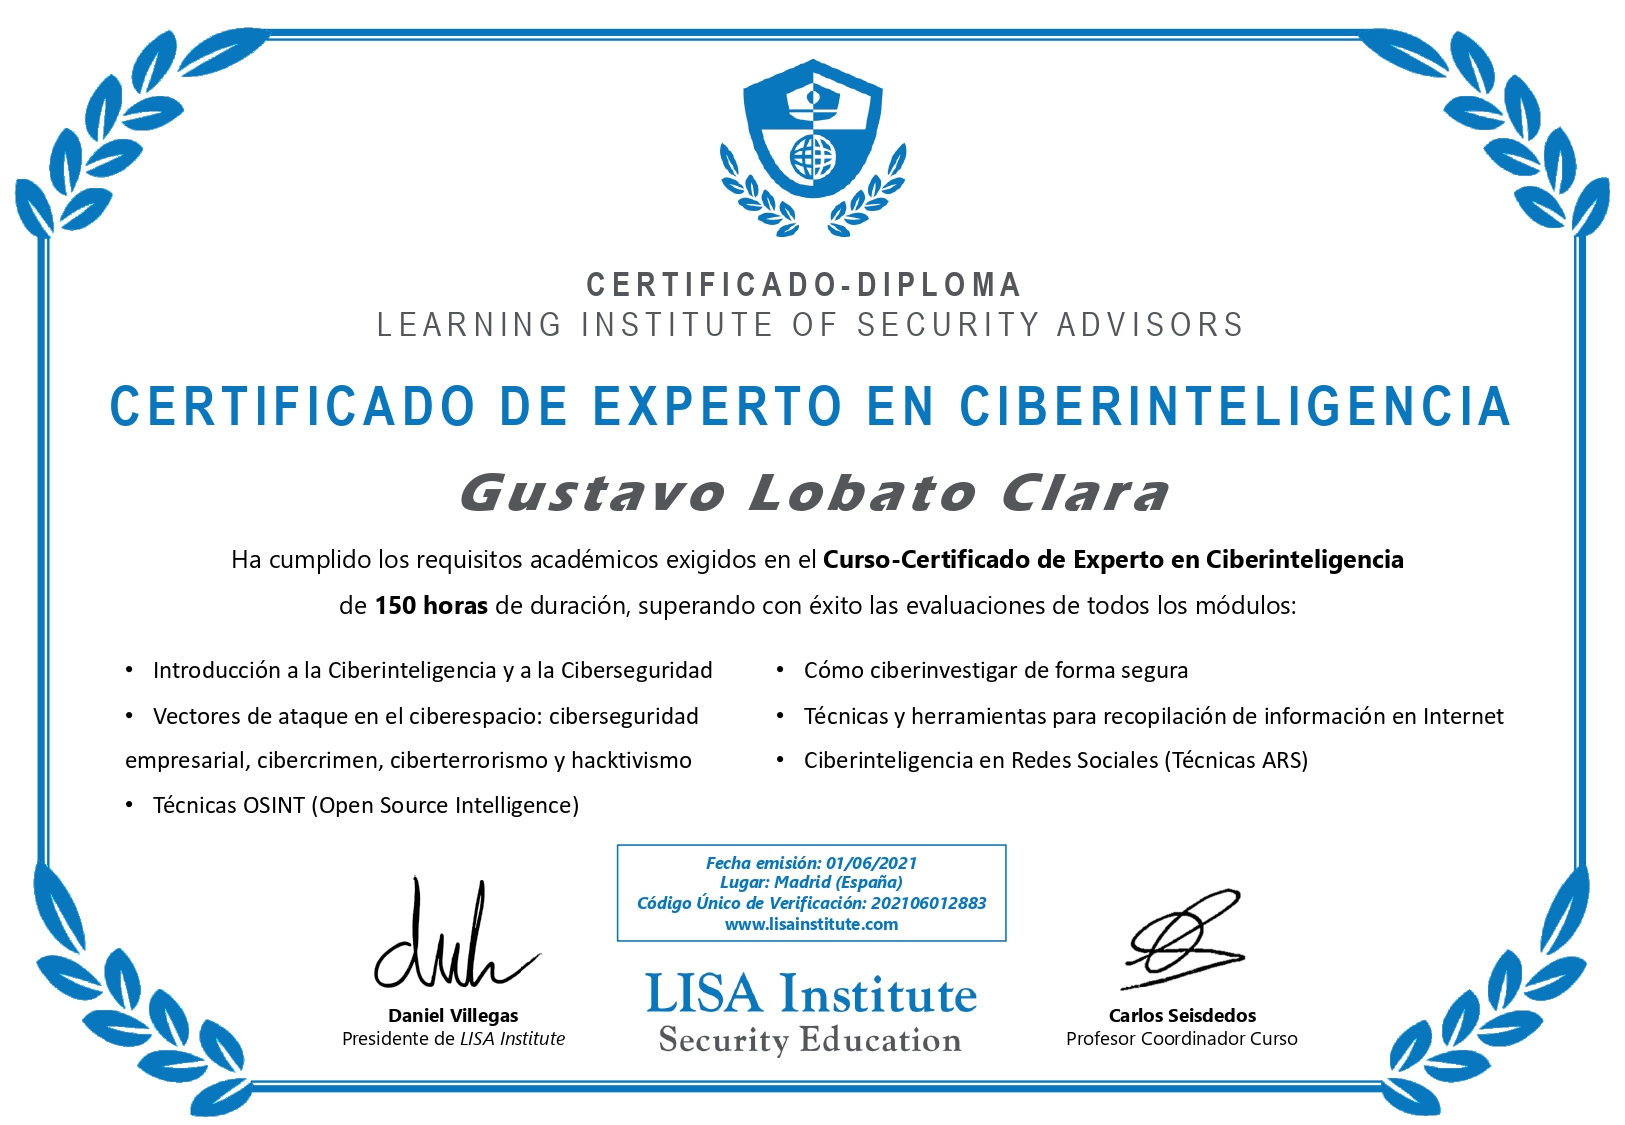 CERTIFICADO-DIPLOMA
LEARNING INSTITUTE OF SECURITY ADVISORS
CERTIFICADO DE EXPERTO EN CIBERINTELIGENCIA
Gustavo Lobato Clara
Ha cumplido los requisitos académicos exigidos en el Curso-Certificado de Experto en Ciberinteligencia
de 150 horas de duración, superando con éxito las evaluaciones de todos los módulos:
• Introducción a la Ciberinteligencia y a la Ciberseguridad
• Vectores de ataque en el ciberespacio: ciberseguridad
empresarial, cibercrimen, ciberterrorismo y hacktivismo
• Técnicas OSINT (Open Source Intelligence)
• Cómo ciberinvestigar de forma segura
• Técnicas y herramientas para recopilación de información en Internet
• Ciberinteligencia en Redes Sociales (Técnicas ARS)
Fecha emisión: 01/06/2021
Lugar: Madrid (España)
Código Único de Verificación: 202106012883
www.lisainstitute.com
Daniel Villegas
Presidente de LISA Institute
LISA Institute
Security Education
Carlos Seisdedos
Profesor Coordinador Curso